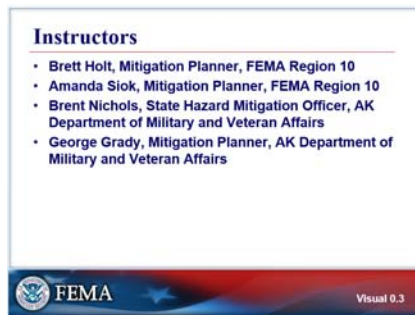 Instructors
• Brett Holt, Mitigation Planner, FEMA Region 10
• Amanda Siok, Mitigation Planner, FEMA Region 10
• Brent Nichols, State Hazard Mitigation Officer, AK
Department of Military and Veteran Affairs
• George Grady, Mitigation Planner, AK Department of
Military and Veteran Affairs
FEMA
Visual 0.3